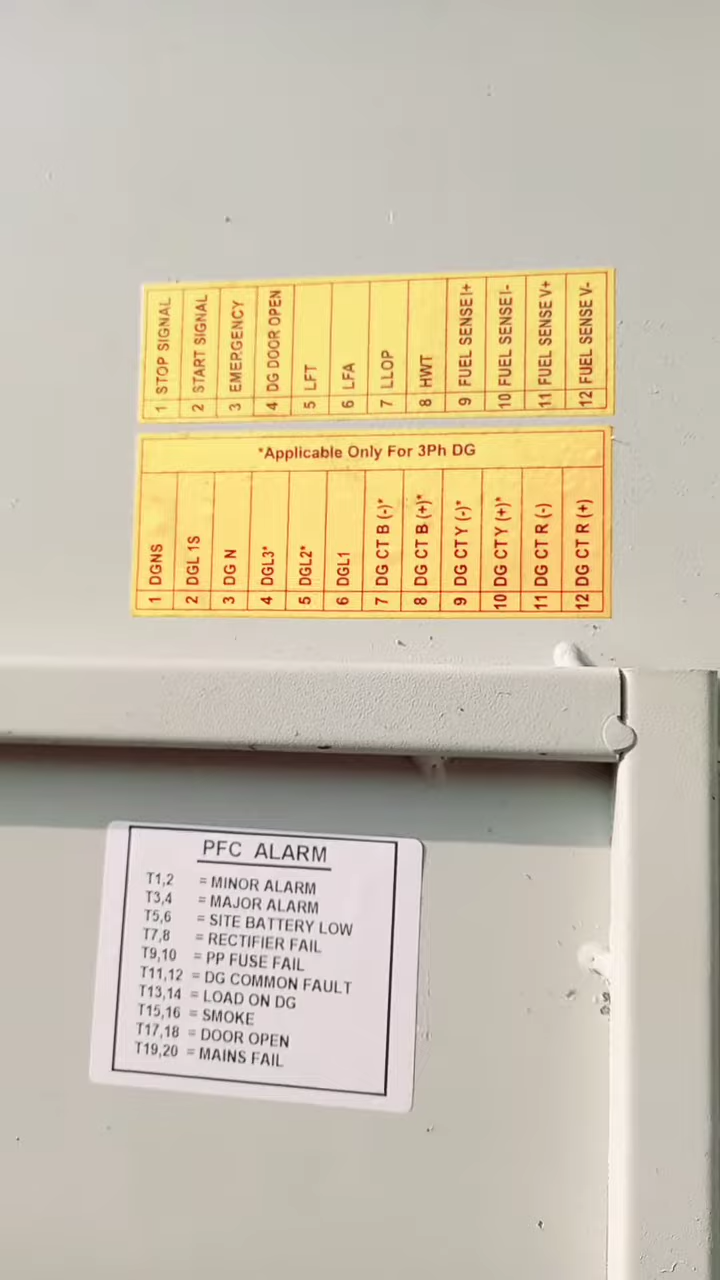 1 STOP SIGNAL
2 START SIGNAL
3 EMERGENCY
4 DG DOOR OPEN
5 LFT
6 LFA
7 LLOP
8 HWT
9 FUEL SENSE I+
10 FUEL SENSE I-
11 FUEL SENSE V+
12 FUEL SENSE V-
*Applicable Only For 3Ph DG
1 DGNS
2 DGL 1S
3 DG N
4 DGL3*
5 DGL2*
6 DGL1
7 DG CT B (-)*
8 DG CT B (+)*
9 DG CT Y (-)*
10 DG CT Y (+)*
11 DG CT R (-)
12 DG CT R (+)
PFC ALARM
T1,2 = MINOR ALARM
T3,4 = MAJOR ALARM
T5,6 = SITE BATTERY LOW
T7,8 = RECTIFIER FAIL
T9,10 = PP FUSE FAIL
T11,12 = DG COMMON FAULT
T13,14 = LOAD ON DG
T15,16 = SMOKE
T17,18 = DOOR OPEN
T19,20 = MAINS FAIL